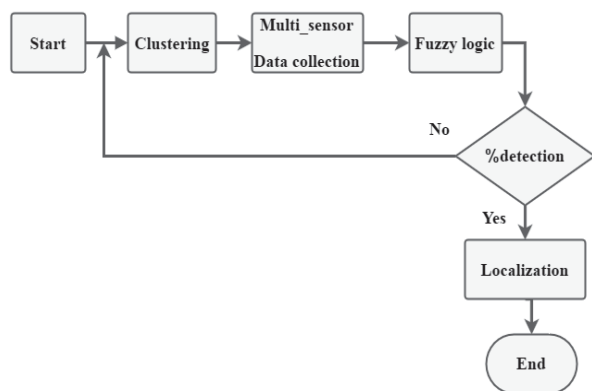 Start
Clustering
Multi_sensor
Data collection
Fuzzy logic
No
%detection
Yes
Localization
End